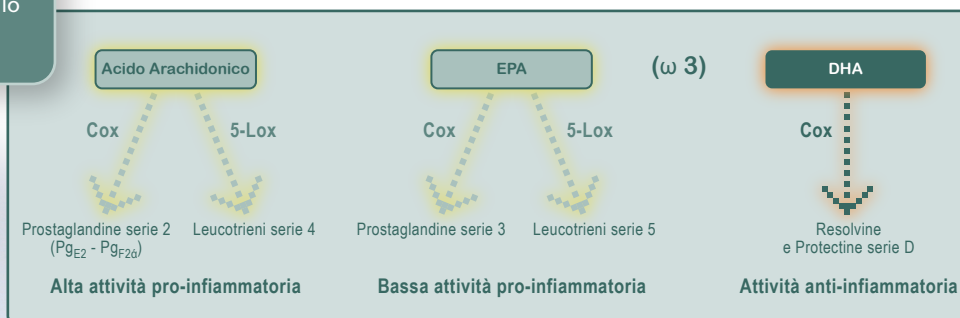 lo
Acido Arachidonico
EPA
(ω 3)
DHA
Cox
5-Lox
Cox
5-Lox
Cox
Prostaglandine serie 2
(PgE2 - PgF2α)
Leucotrieni serie 4
Prostaglandine serie 3
Leucotrieni serie 5
Resolvine
e Protectine serie D
Alta attività pro-infiammatoria
Bassa attività pro-infiammatoria
Attività anti-infiammatoria